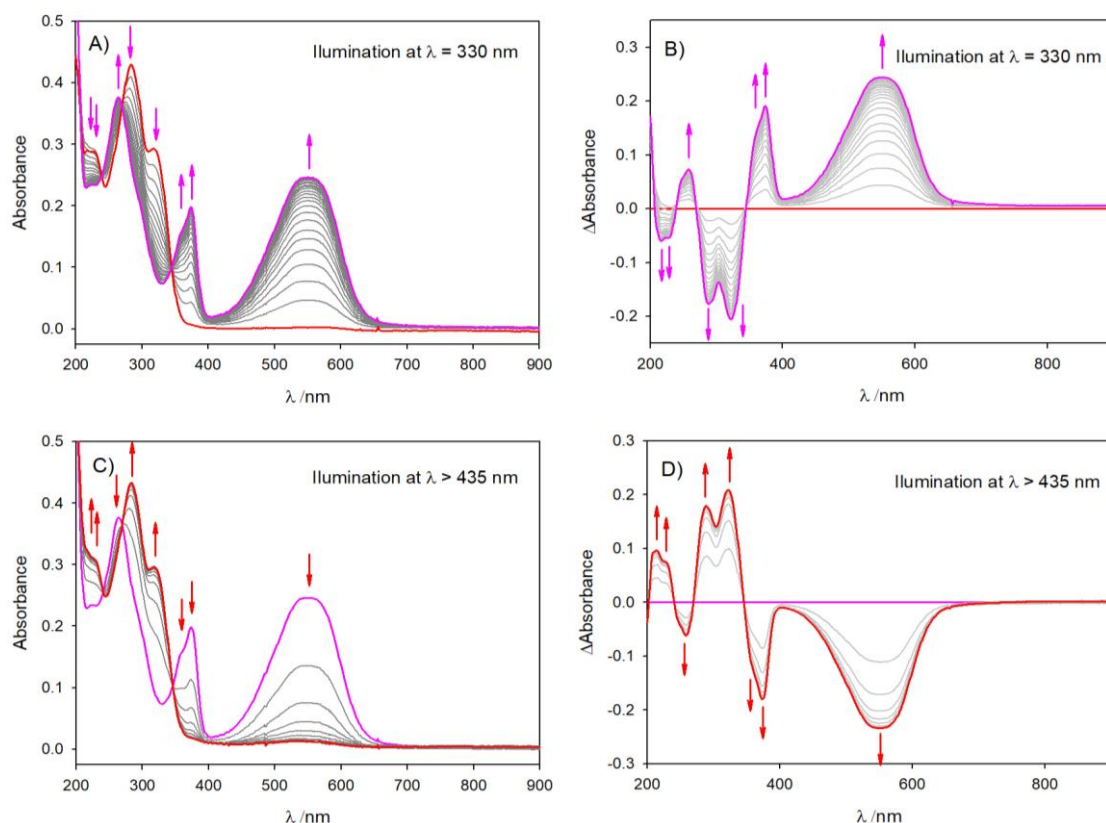 A)
Ilumination at λ = 330 nm
0.5
0.4
0.3
0.2
0.1
0.0
Absorbance
200 300 400 500 600 700 800 900
λ /nm
B)
Ilumination at λ = 330 nm
0.3
0.2
0.1
0.0
-0.1
-0.2
ΔAbsorbance
200 400 600 800
λ /nm
C)
Ilumination at λ > 435 nm
0.5
0.4
0.3
0.2
0.1
0.0
Absorbance
200 300 400 500 600 700 800 900
λ /nm
D)
Ilumination at λ > 435 nm
0.3
0.2
0.1
0.0
-0.1
-0.2
-0.3
ΔAbsorbance
200 400 600 800
λ /nm